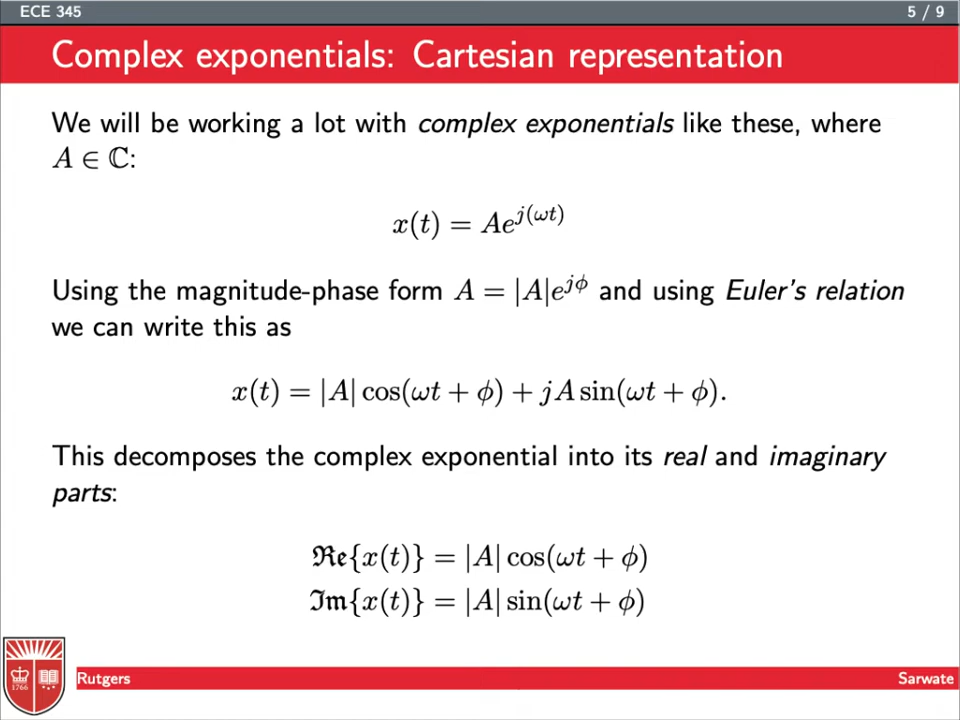 ECE 345 5 / 9
Complex exponentials: Cartesian representation
We will be working a lot with complex exponentials like these, where
A ∈ ℂ:
x(t) = Ae^{j(ωt)}
Using the magnitude-phase form A = |A|e^{jϕ} and using Euler's relation
we can write this as
x(t) = |A| cos(ωt + ϕ) + jA sin(ωt + ϕ).
This decomposes the complex exponential into its real and imaginary
parts:
ℜ𝔢{x(t)} = |A| cos(ωt + ϕ)
ℑ𝔪{x(t)} = |A| sin(ωt + ϕ)
1766
Rutgers Sarwate